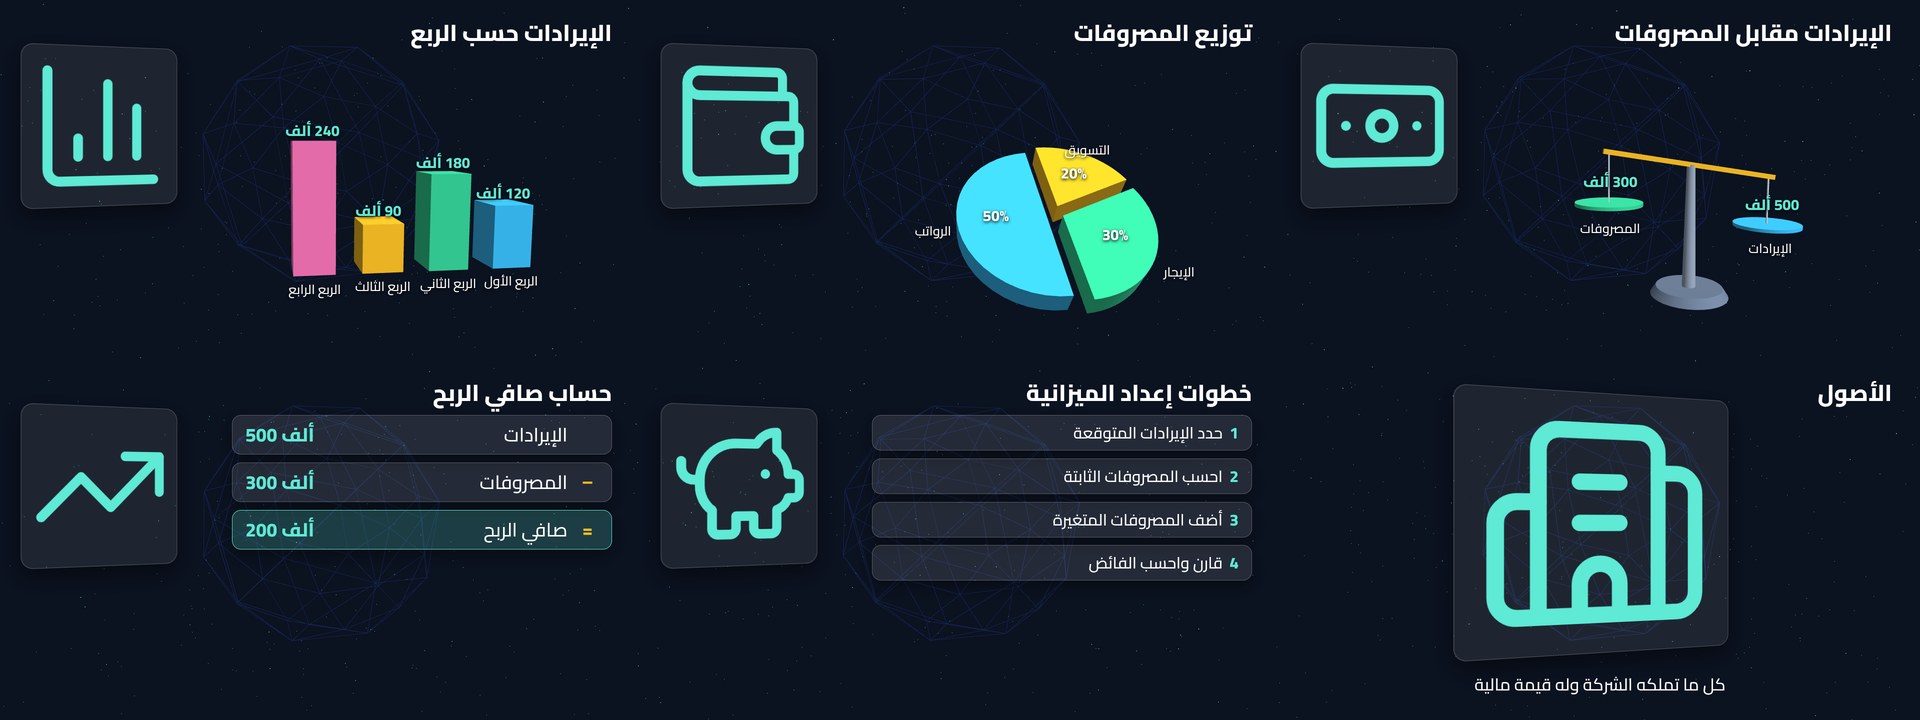 الإيرادات مقابل المصروفات
300 ألف
المصروفات
500 ألف
الإيرادات
توزيع المصروفات
التسويق
20%
50%
30%
الرواتب
الإيجار
الإيرادات حسب الربع
240 ألف
180 ألف
120 ألف
90 ألف
الربع الأول
الربع الثاني
الربع الثالث
الربع الرابع
الأصول
كل ما تملكه الشركة وله قيمة مالية
خطوات إعداد الميزانية
1 حدد الإيرادات المتوقعة
2 احسب المصروفات الثابتة
3 أضف المصروفات المتغيرة
4 قارن واحسب الفائض
حساب صافي الربح
الإيرادات 500 ألف
− المصروفات 300 ألف
= صافي الربح 200 ألف